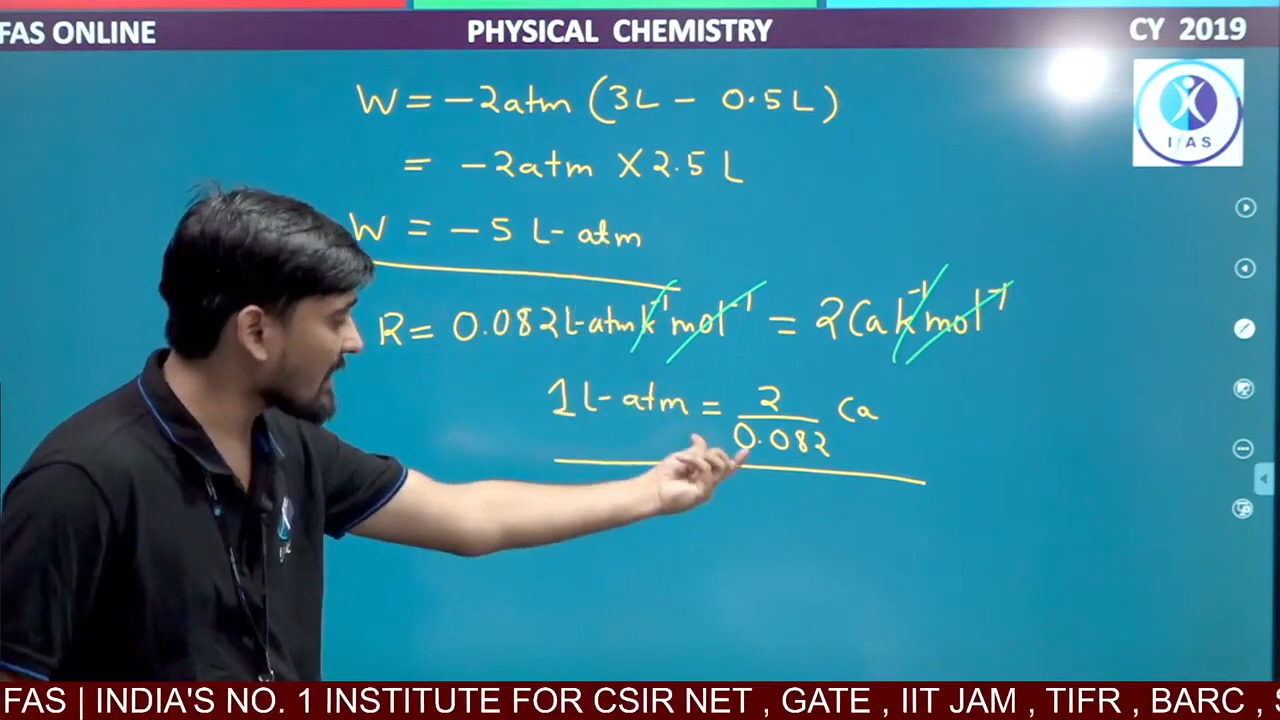 FAS ONLINE
PHYSICAL CHEMISTRY
CY 2019
W = -2atm (3L - 0.5L)
= -2atm X 2.5 L
W = -5 L-atm
R = 0.082 L-atm k⁻¹ mol⁻¹ = 2 Ca k⁻¹ mol⁻¹
1 L-atm = 2/0.082 Ca
I/AS
FAS | INDIA'S NO. 1 INSTITUTE FOR CSIR NET , GATE , IIT JAM , TIFR , BARC ,